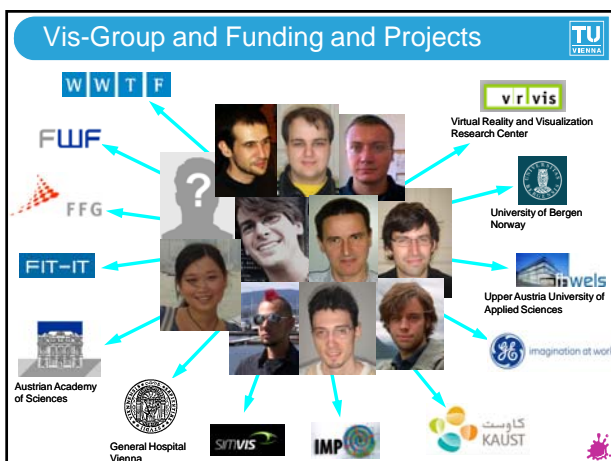 Vis-Group and Funding and Projects
TU
VIENNA
WWTF
FWF
FFG
FIT-IT
Austrian Academy
of Sciences
General Hospital
Vienna
simvis
IMP
كاوست
KAUST
imagination at work
wels
Upper Austria University of
Applied Sciences
University of Bergen
Norway
vrvis
Virtual Reality and Visualization
Research Center
?